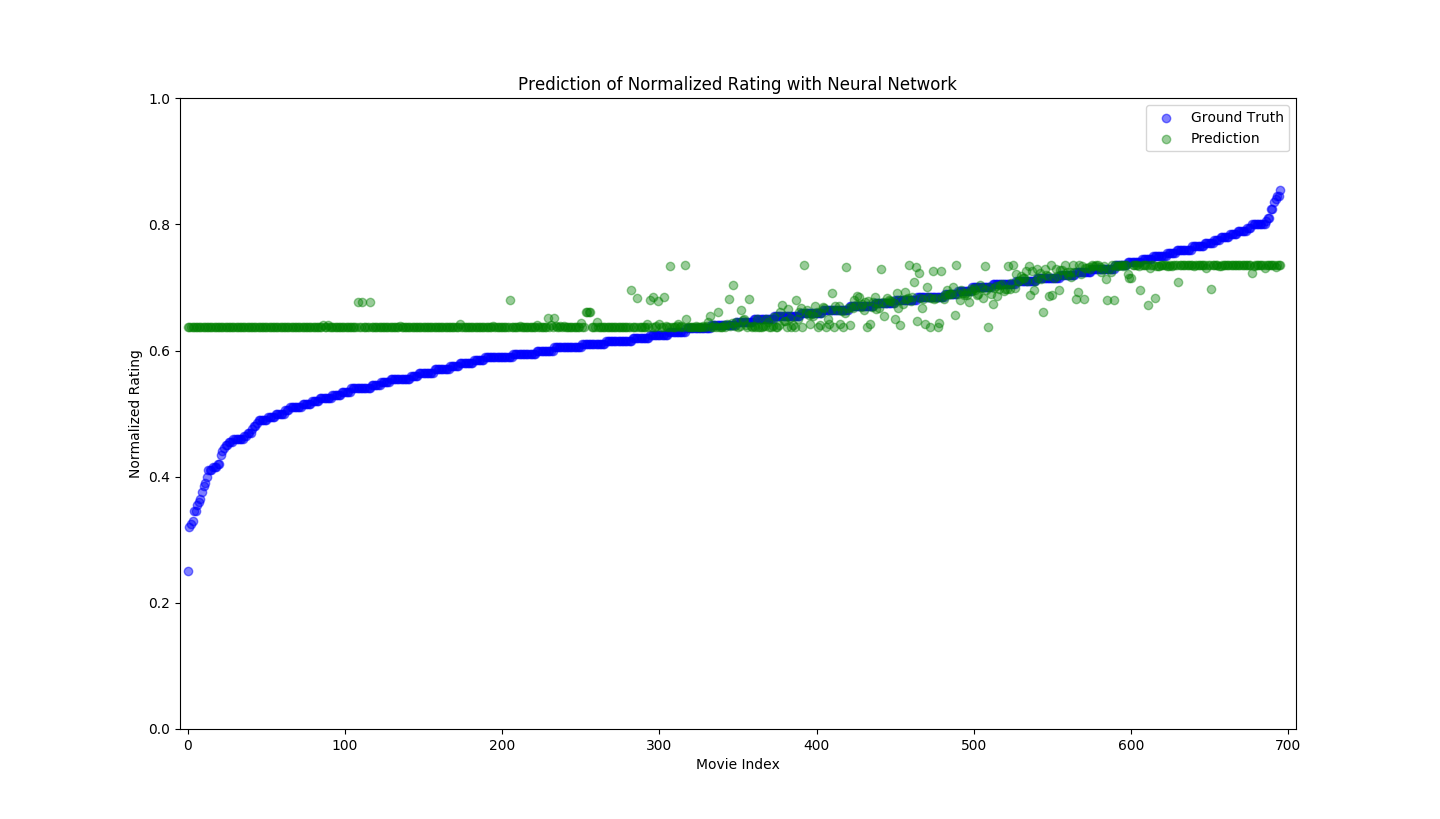 Prediction of Normalized Rating with Neural Network
1.0
Ground Truth
Prediction
0.8
0.6
Normalized Rating
0.4
0.2
0.0
0 100 200 300 400 500 600 700
Movie Index